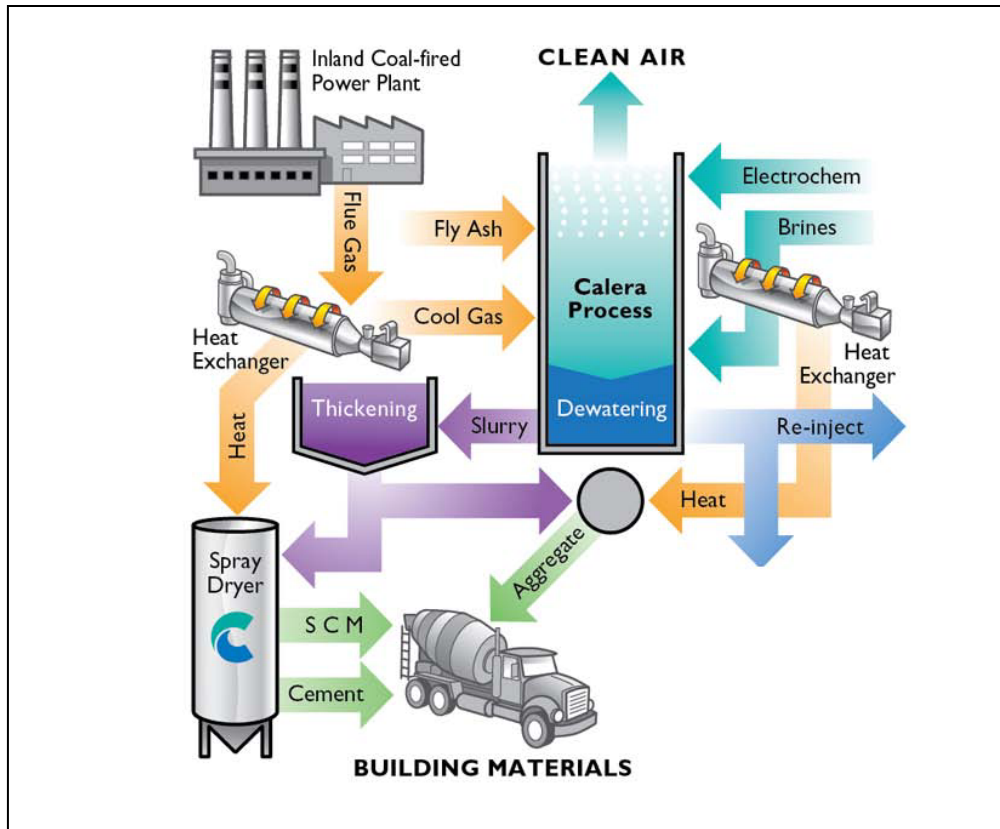 Inland Coal-fired
Power Plant
CLEAN AIR
Electrochem
Flue Gas
Fly Ash
Brines
Calera
Process
Cool Gas
Heat
Exchanger
Heat
Exchanger
Thickening
Slurry
Dewatering
Re-inject
Heat
Heat
Aggregate
Spray
Dryer
S C M
Cement
BUILDING MATERIALS